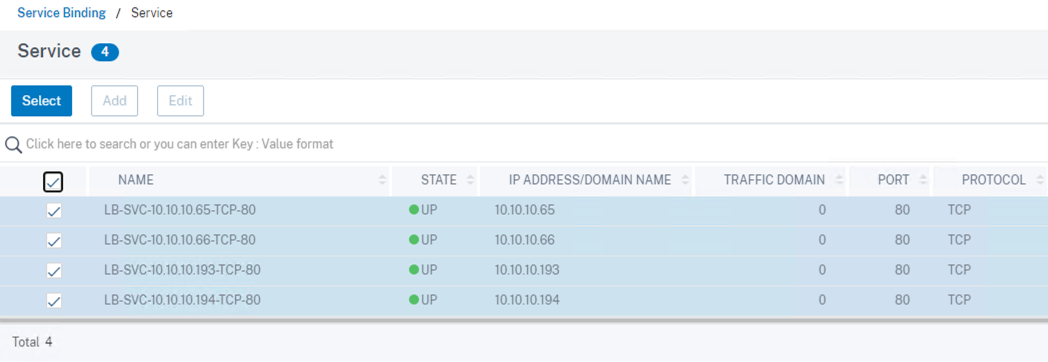 Service Binding / Service
Service 4
Select Add Edit
Click here to search or you can enter Key : Value format
NAME STATE IP ADDRESS/DOMAIN NAME TRAFFIC DOMAIN PORT PROTOCOL
LB-SVC-10.10.10.65-TCP-80 UP 10.10.10.65 0 80 TCP
LB-SVC-10.10.10.66-TCP-80 UP 10.10.10.66 0 80 TCP
LB-SVC-10.10.10.193-TCP-80 UP 10.10.10.193 0 80 TCP
LB-SVC-10.10.10.194-TCP-80 UP 10.10.10.194 0 80 TCP
Total 4